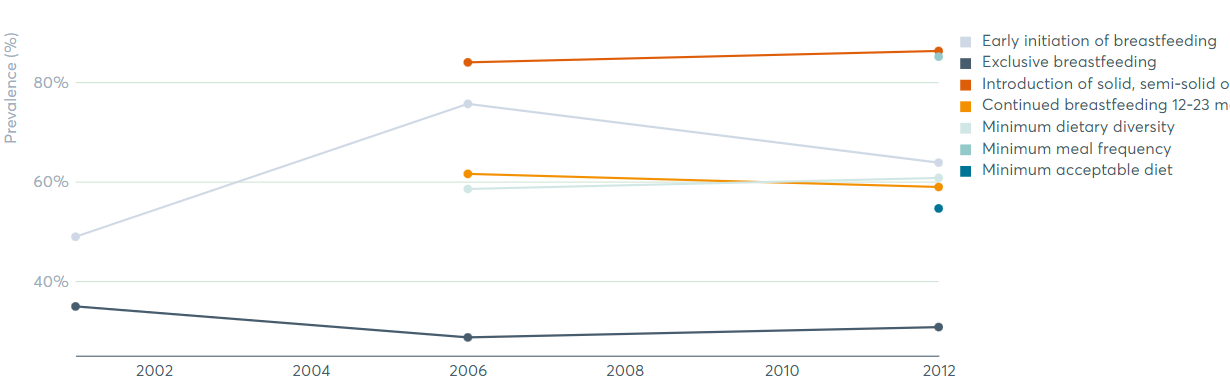 Prevalence (%)
80%
60%
40%
2002 2004 2006 2008 2010 2012
Early initiation of breastfeeding
Exclusive breastfeeding
Introduction of solid, semi-solid o
Continued breastfeeding 12-23 m
Minimum dietary diversity
Minimum meal frequency
Minimum acceptable diet